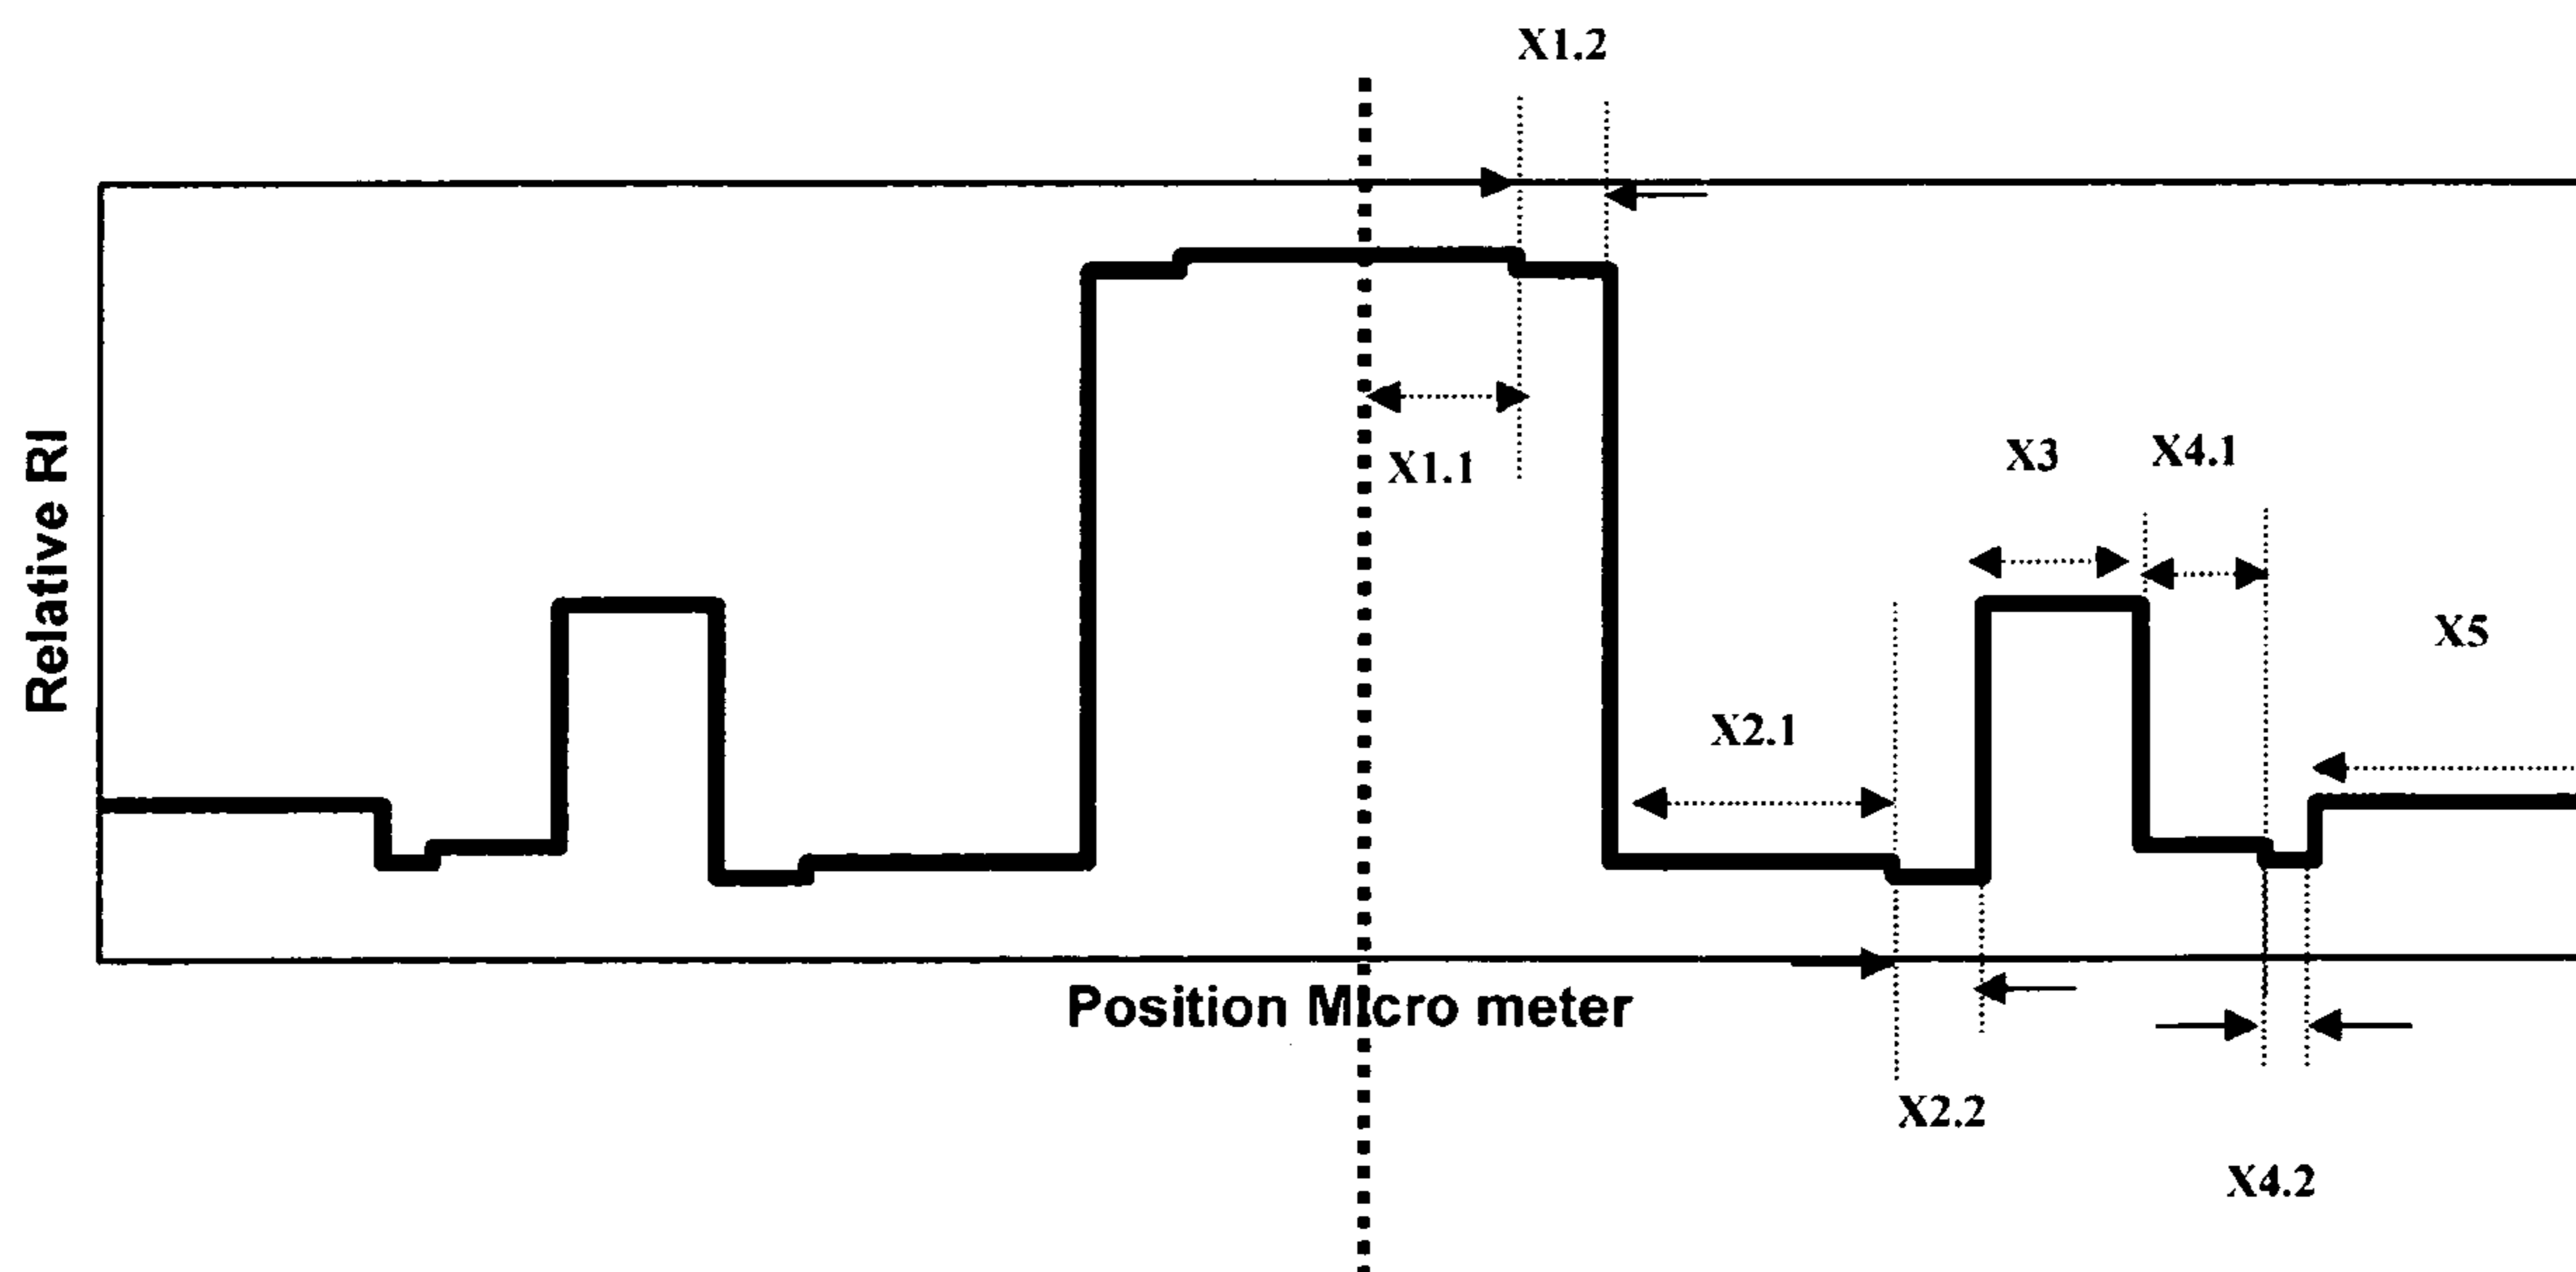 X1.2
Relative RI
X1.1
X3
X4.1
X5
X2.1
Position Micro meter
X2.2
X4.2